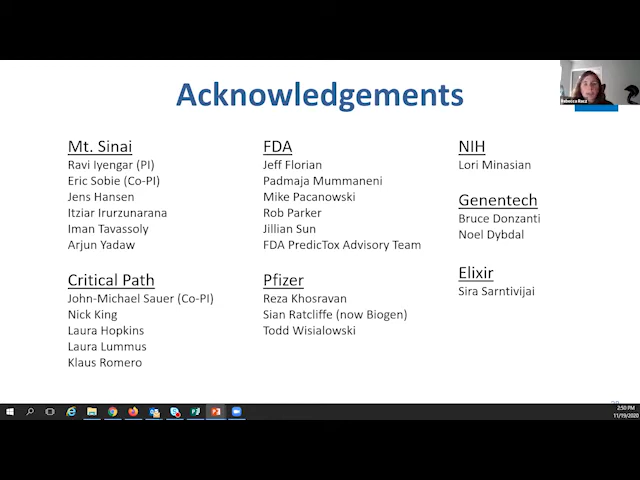 Acknowledgements
Mt. Sinai
Ravi Iyengar (PI)
Eric Sobie (Co-PI)
Jens Hansen
Itziar Irurzunarana
Iman Tavassoly
Arjun Yadaw
Critical Path
John-Michael Sauer (Co-PI)
Nick King
Laura Hopkins
Laura Lummus
Klaus Romero
FDA
Jeff Florian
Padmaja Mummaneni
Mike Pacanowski
Rob Parker
Jillian Sun
FDA PredicTox Advisory Team
Pfizer
Reza Khosravan
Sian Ratcliffe (now Biogen)
Todd Wisialowski
NIH
Lori Minasian
Genentech
Bruce Donzanti
Noel Dybdal
Elixir
Sira Sarntivijai
Rebecca Racz
2:50 PM
11/19/2020